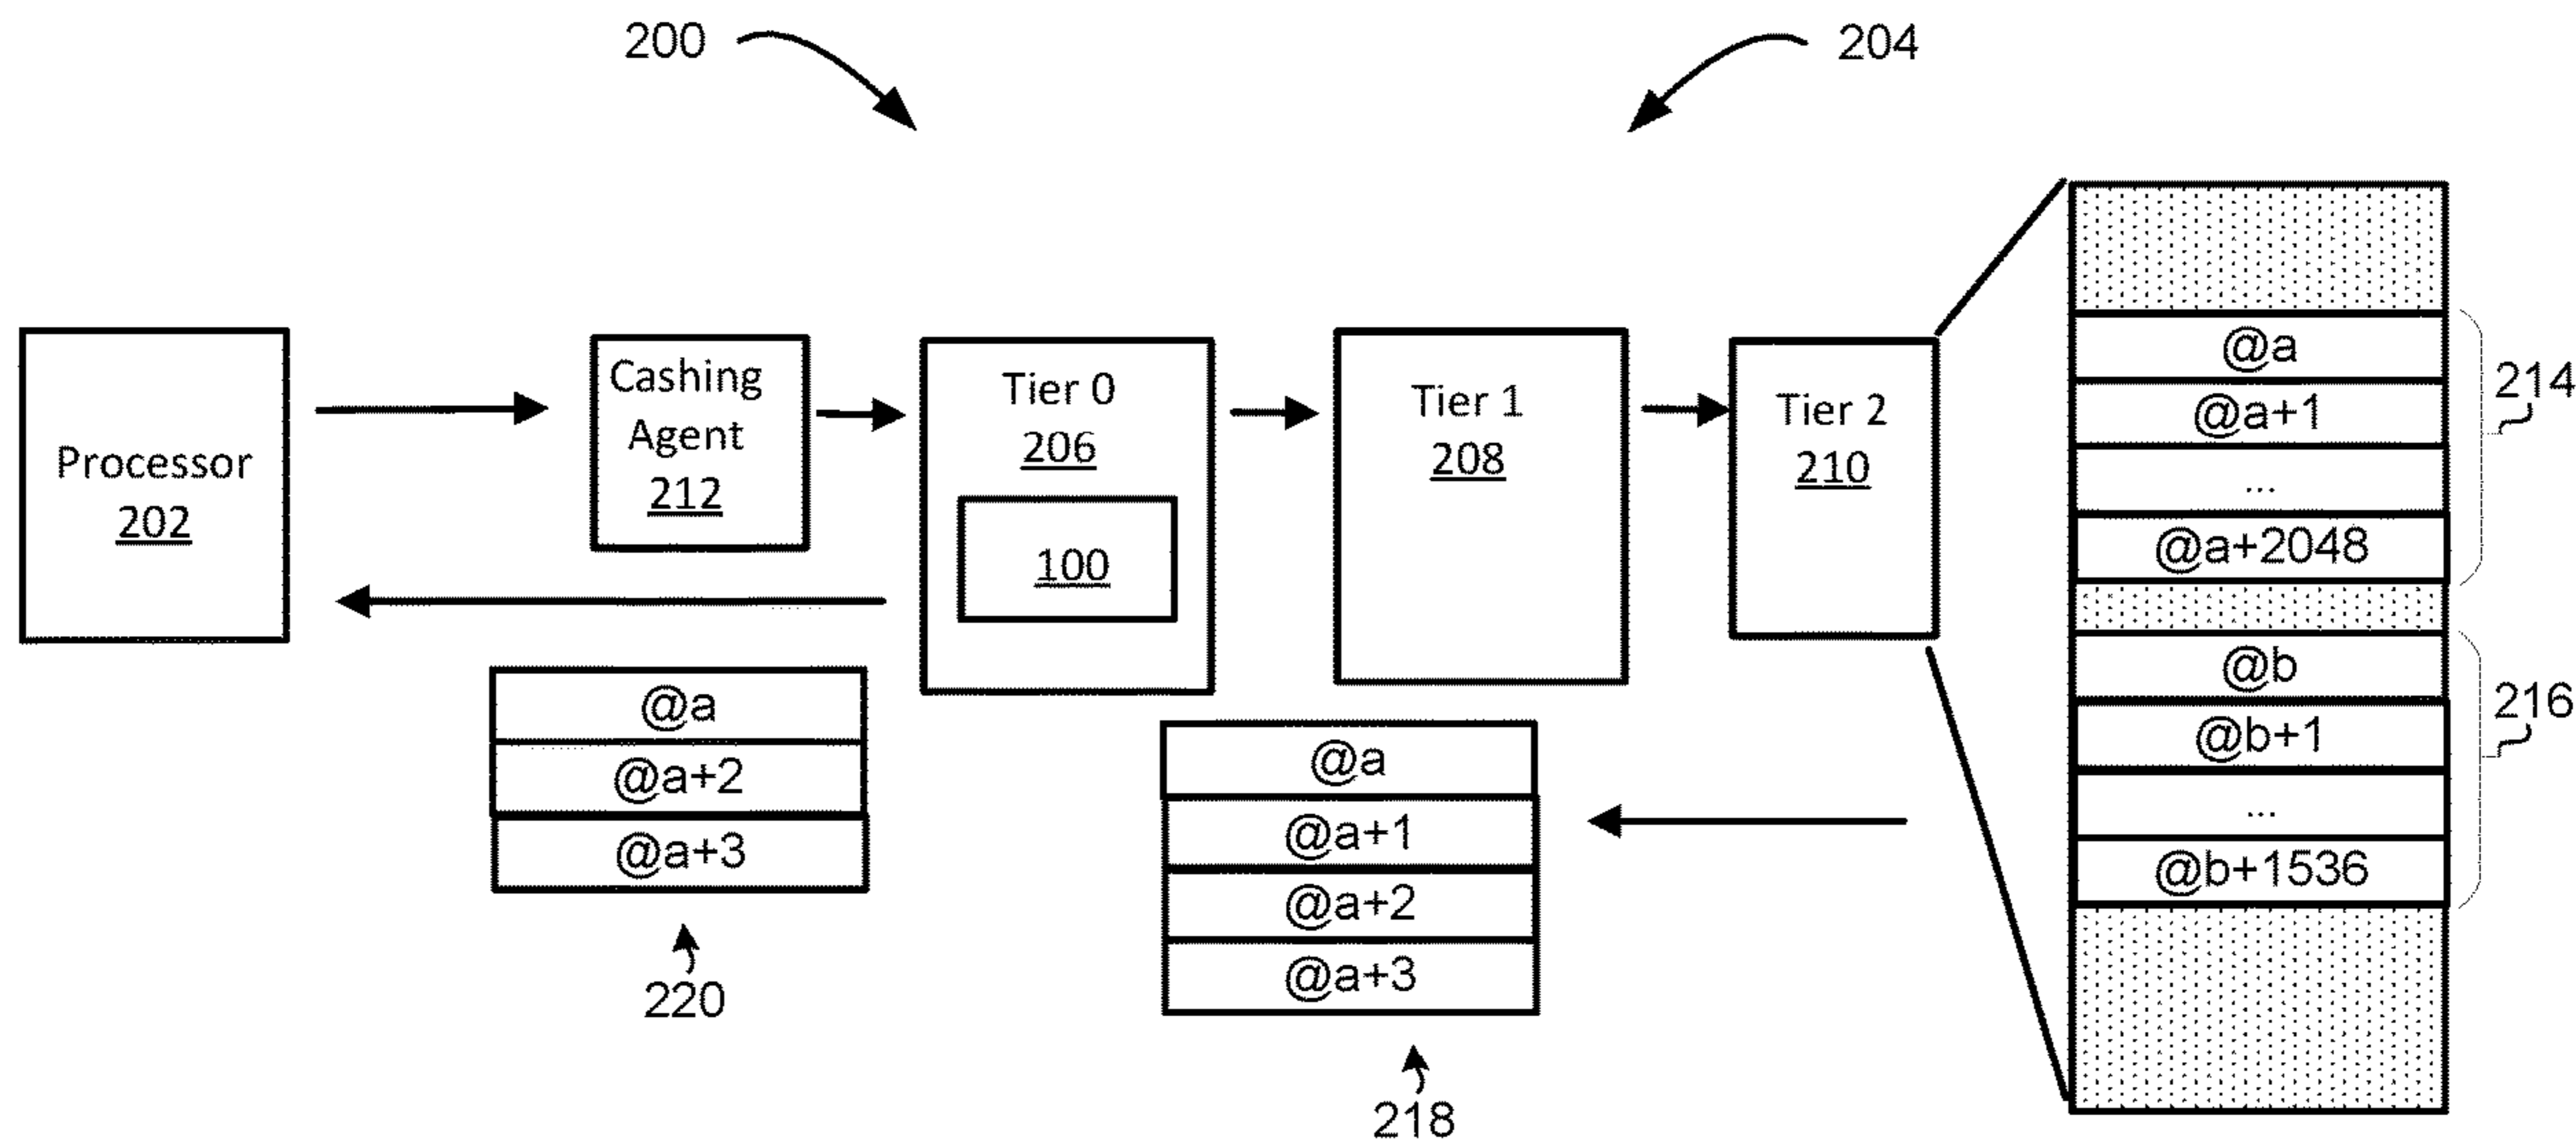 200
204
Processor
202
Cashing
Agent
212
Tier 0
206
100
Tier 1
208
Tier 2
210
@a
@a+1
...
@a+2048
214
@b
@b+1
...
@b+1536
216
@a
@a+2
@a+3
220
@a
@a+1
@a+2
@a+3
218